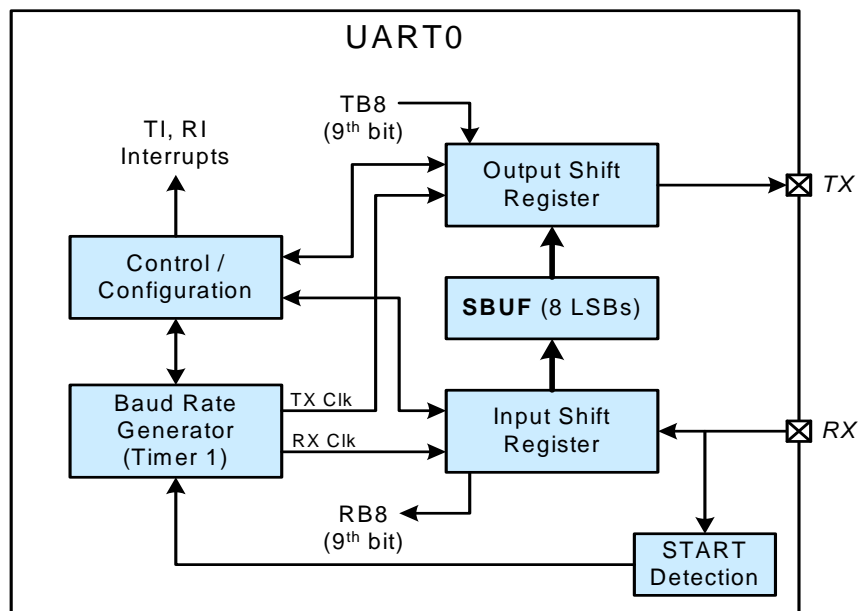 UART0
TB8
(9th bit)
TI, RI
Interrupts
Output Shift
Register
TX
Control /
Configuration
SBUF (8 LSBs)
Baud Rate
Generator
(Timer 1)
TX Clk
RX Clk
Input Shift
Register
RX
RB8
(9th bit)
START
Detection